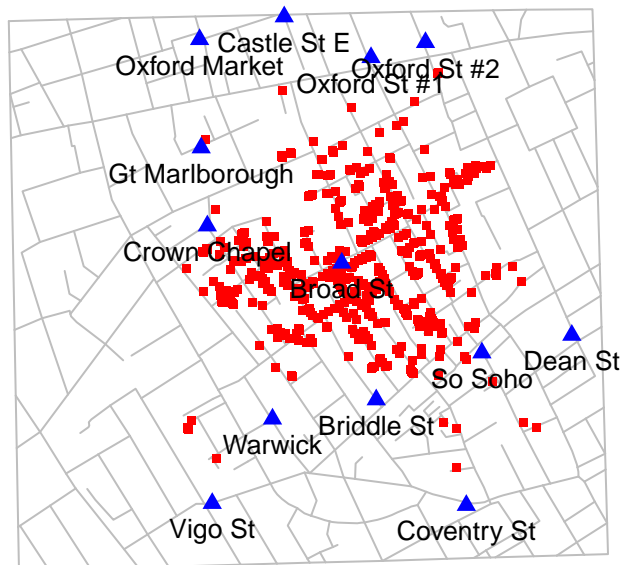 Castle St E
Oxford Market
Oxford St #2
Oxford St #1
Gt Marlborough
Crown Chapel
Broad St
Dean St
So Soho
Briddle St
Warwick
Vigo St
Coventry St